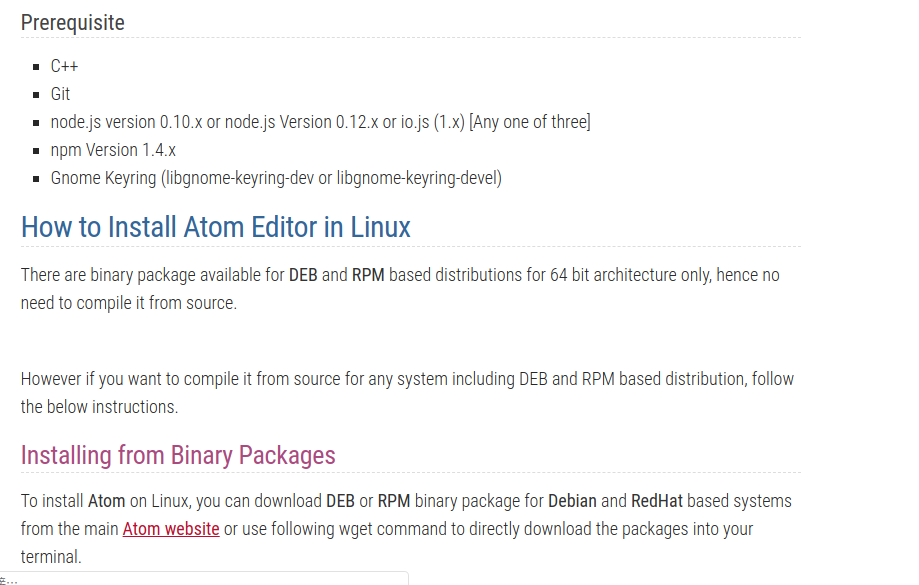 Prerequisite
C++
Git
node.js version 0.10.x or node.js Version 0.12.x or io.js (1.x) [Any one of three]
npm Version 1.4.x
Gnome Keyring (libgnome-keyring-dev or libgnome-keyring-devel)
How to Install Atom Editor in Linux
There are binary package available for DEB and RPM based distributions for 64 bit architecture only, hence no
need to compile it from source.
However if you want to compile it from source for any system including DEB and RPM based distribution, follow
the below instructions.
Installing from Binary Packages
To install Atom on Linux, you can download DEB or RPM binary package for Debian and RedHat based systems
from the main Atom website or use following wget command to directly download the packages into your
terminal.